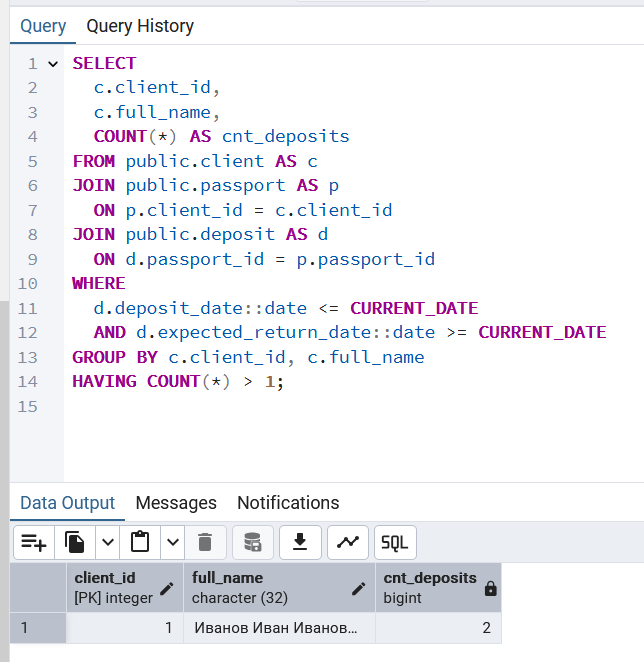 Query Query History
1 SELECT
2 c.client_id,
3 c.full_name,
4 COUNT(*) AS cnt_deposits
5 FROM public.client AS c
6 JOIN public.passport AS p
7 ON p.client_id = c.client_id
8 JOIN public.deposit AS d
9 ON d.passport_id = p.passport_id
10 WHERE
11 d.deposit_date::date <= CURRENT_DATE
12 AND d.expected_return_date::date >= CURRENT_DATE
13 GROUP BY c.client_id, c.full_name
14 HAVING COUNT(*) > 1;
15
Data Output Messages Notifications
SQL
client_id full_name cnt_deposits
[PK] integer character (32) bigint
1 1 Иванов Иван Иванов... 2